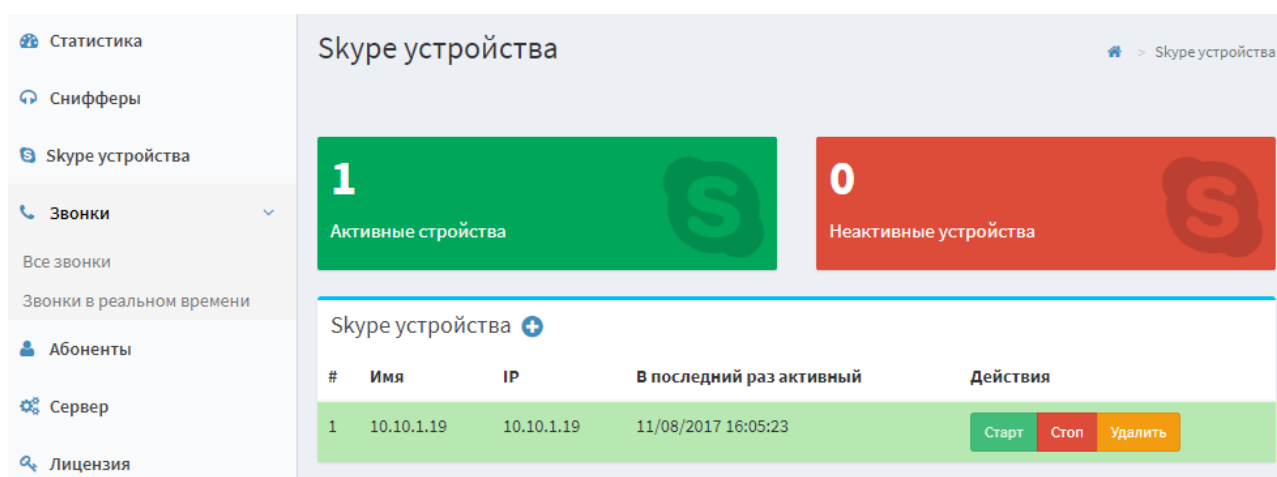 Статистика
Снифферы
Skype устройства
Звонки
Все звонки
Звонки в реальном времени
Абоненты
Сервер
Лицензия
Skype устройства
> Skype устройства
1
Активные стройства
0
Неактивные устройства
Skype устройства
# Имя IP В последний раз активный Действия
1 10.10.1.19 10.10.1.19 11/08/2017 16:05:23 Старт Стоп Удалить